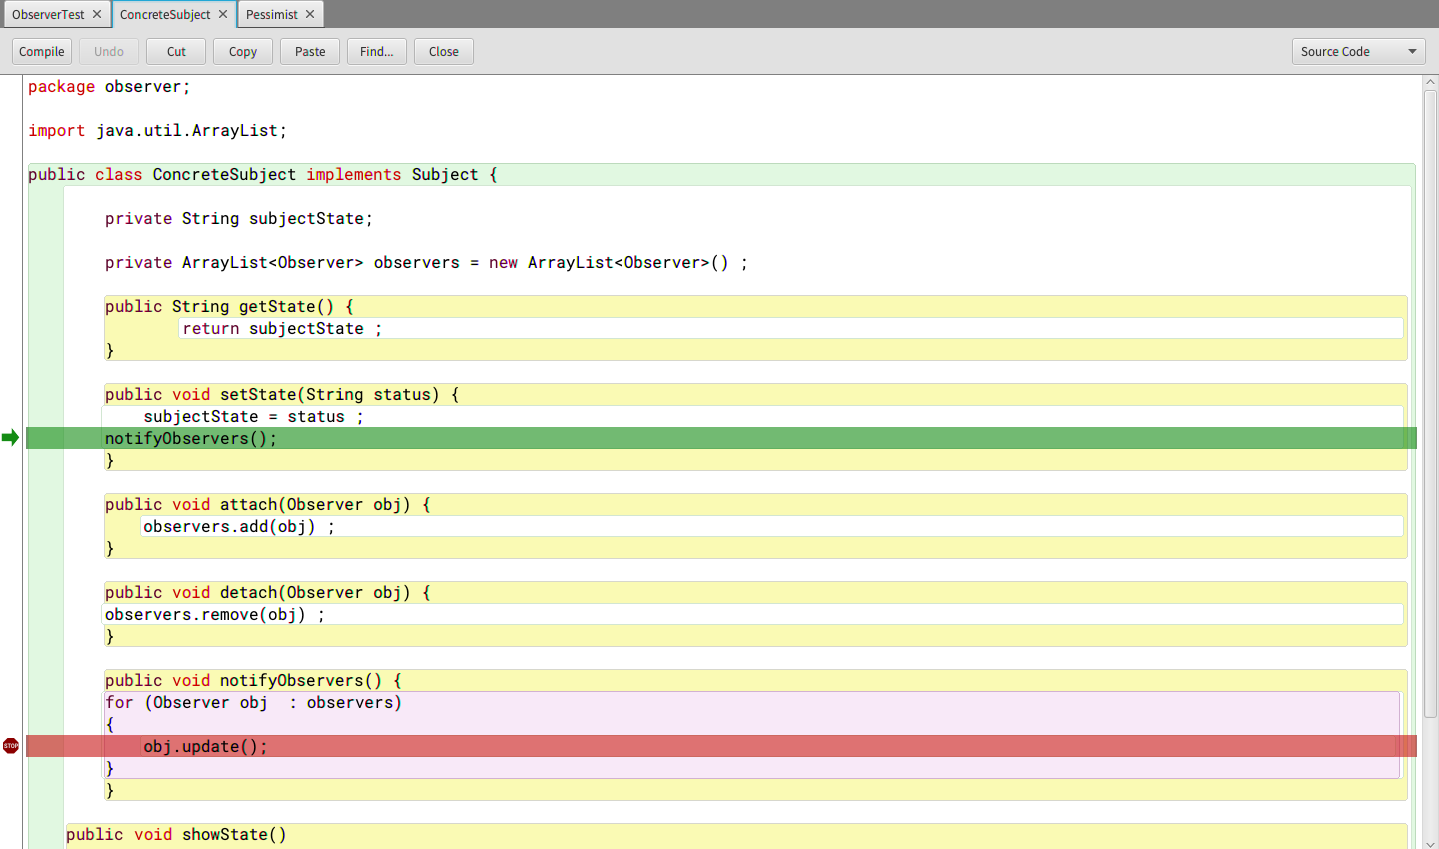 ObserverTest ConcreteSubject Pessimist
Compile Undo Cut Copy Paste Find... Close Source Code
package observer;
import java.util.ArrayList;
public class ConcreteSubject implements Subject {
private String subjectState;
private ArrayList<Observer> observers = new ArrayList<Observer>() ;
public String getState() {
return subjectState ;
}
public void setState(String status) {
subjectState = status ;
notifyObservers();
}
public void attach(Observer obj) {
observers.add(obj) ;
}
public void detach(Observer obj) {
observers.remove(obj) ;
}
public void notifyObservers() {
for (Observer obj  : observers)
{
STOP obj.update();
}
}
public void showState()